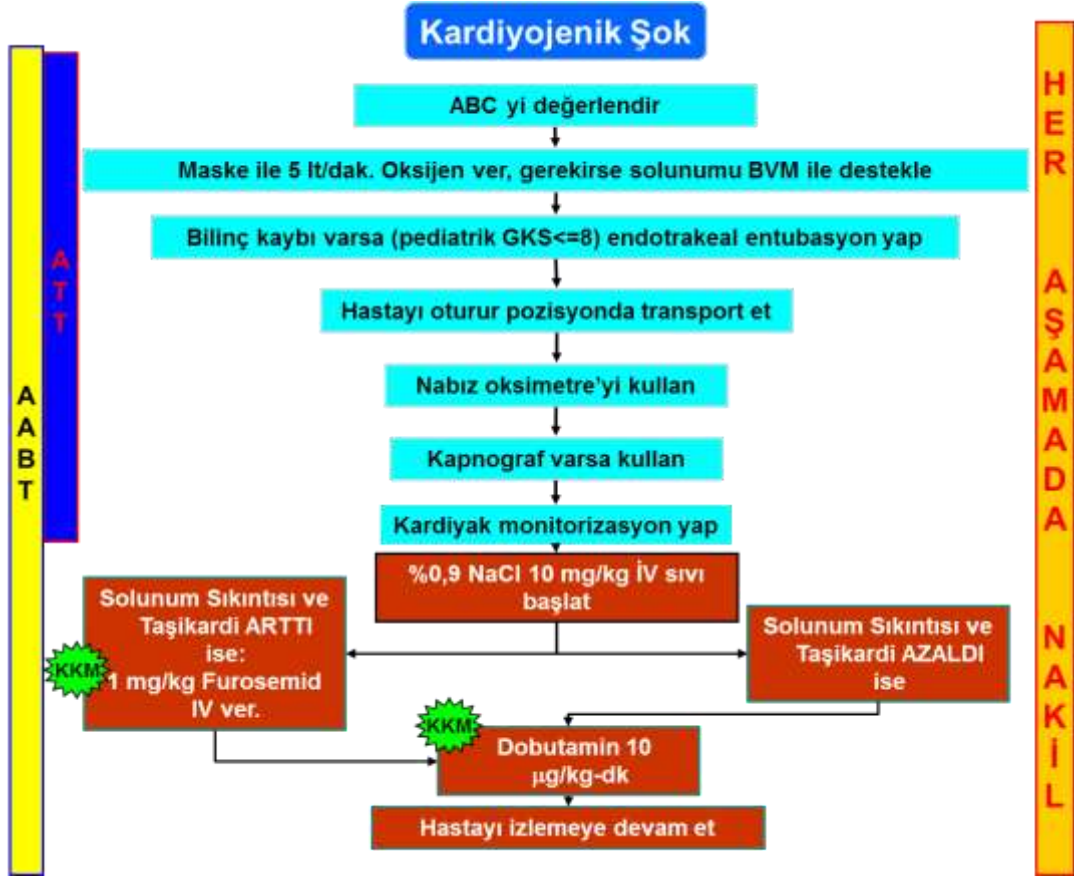 Kardiyojenik Şok
ABC yi değerlendir
Maske ile 5 lt/dak. Oksijen ver, gerekirse solunumu BVM ile destekle
Bilinç kaybı varsa (pediatrik GKS<=8) endotrakeal entubasyon yap
Hastayı oturur pozisyonda transport et
Nabız oksimetre’yi kullan
Kapnograf varsa kullan
Kardiyak monitorizasyon yap
%0,9 NaCl 10 mg/kg İV sıvı
başlat
Solunum Sıkıntısı ve
Taşikardi ARTTI
ise:
1 mg/kg Furosemid
IV ver.
KKM
Solunum Sıkıntısı ve
Taşikardi AZALDI
ise
KKM
Dobutamin 10
µg/kg-dk
Hastayı izlemeye devam et
AABT
ATT
HER AŞAMADA NAKİL